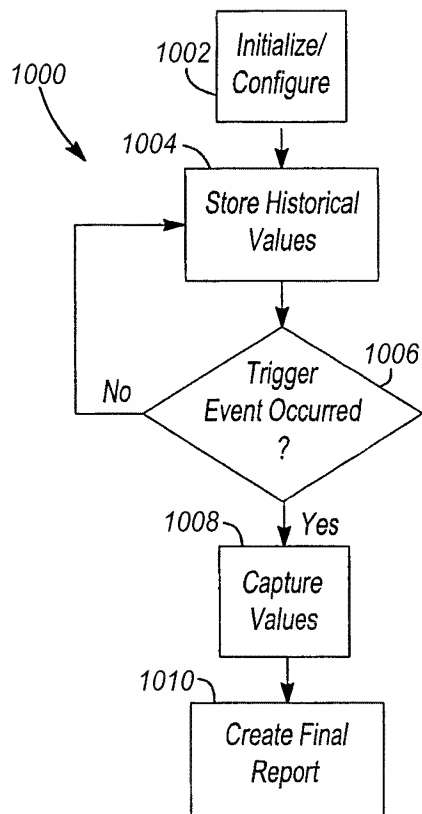 1000
1002
Initialize/
Configure
1004
Store Historical
Values
1006
Trigger
Event Occurred
?
No
Yes
1008
Capture
Values
1010
Create Final
Report